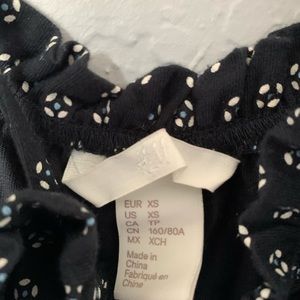 EUR XS
US XS
CA TP
CN 160/80A
MX XCH
Made in
China
Fabriqué en
Chine